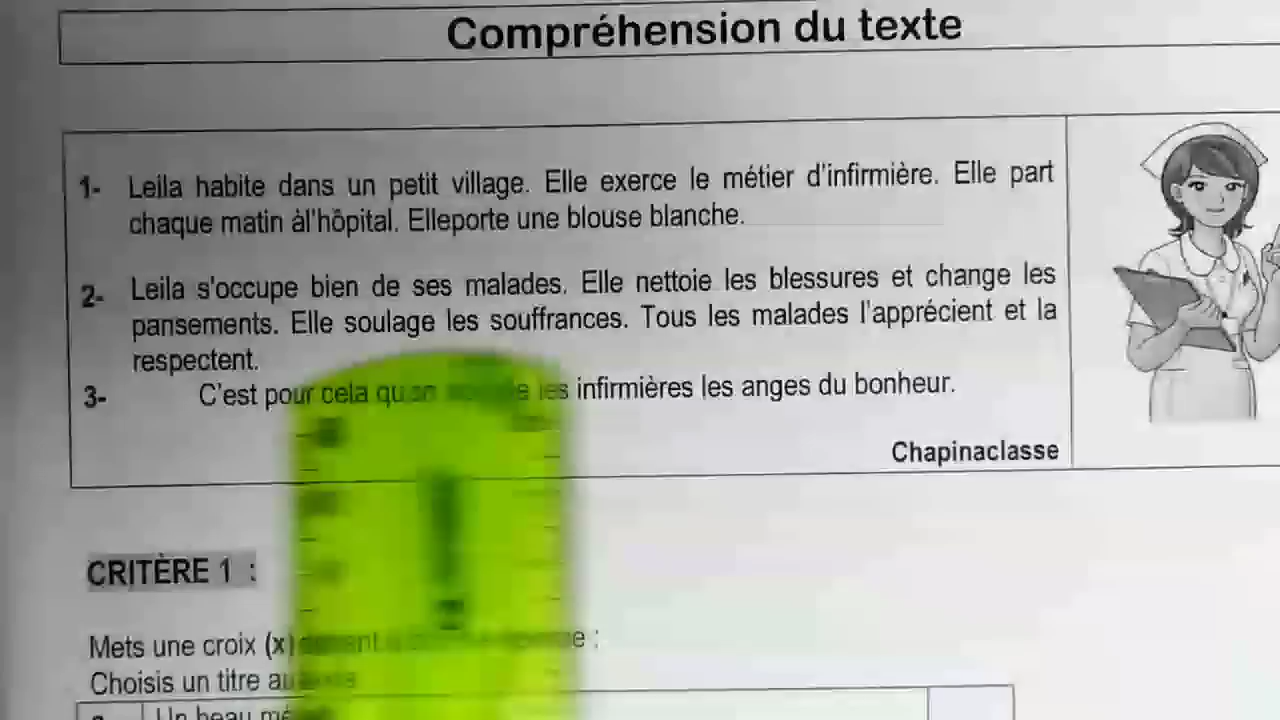 Compréhension du texte
1- Leila habite dans un petit village. Elle exerce le métier d'infirmière. Elle part
chaque matin àl'hôpital. Elleporte une blouse blanche.
2- Leila s'occupe bien de ses malades. Elle nettoie les blessures et change les
pansements. Elle soulage les souffrances. Tous les malades l'apprécient et la
respectent.
3- C'est pour cela les infirmières les anges du bonheur.
Chapinaclasse
CRITÈRE 1 :
Mets une croix (x) :
Choisis un titre au
Un beau